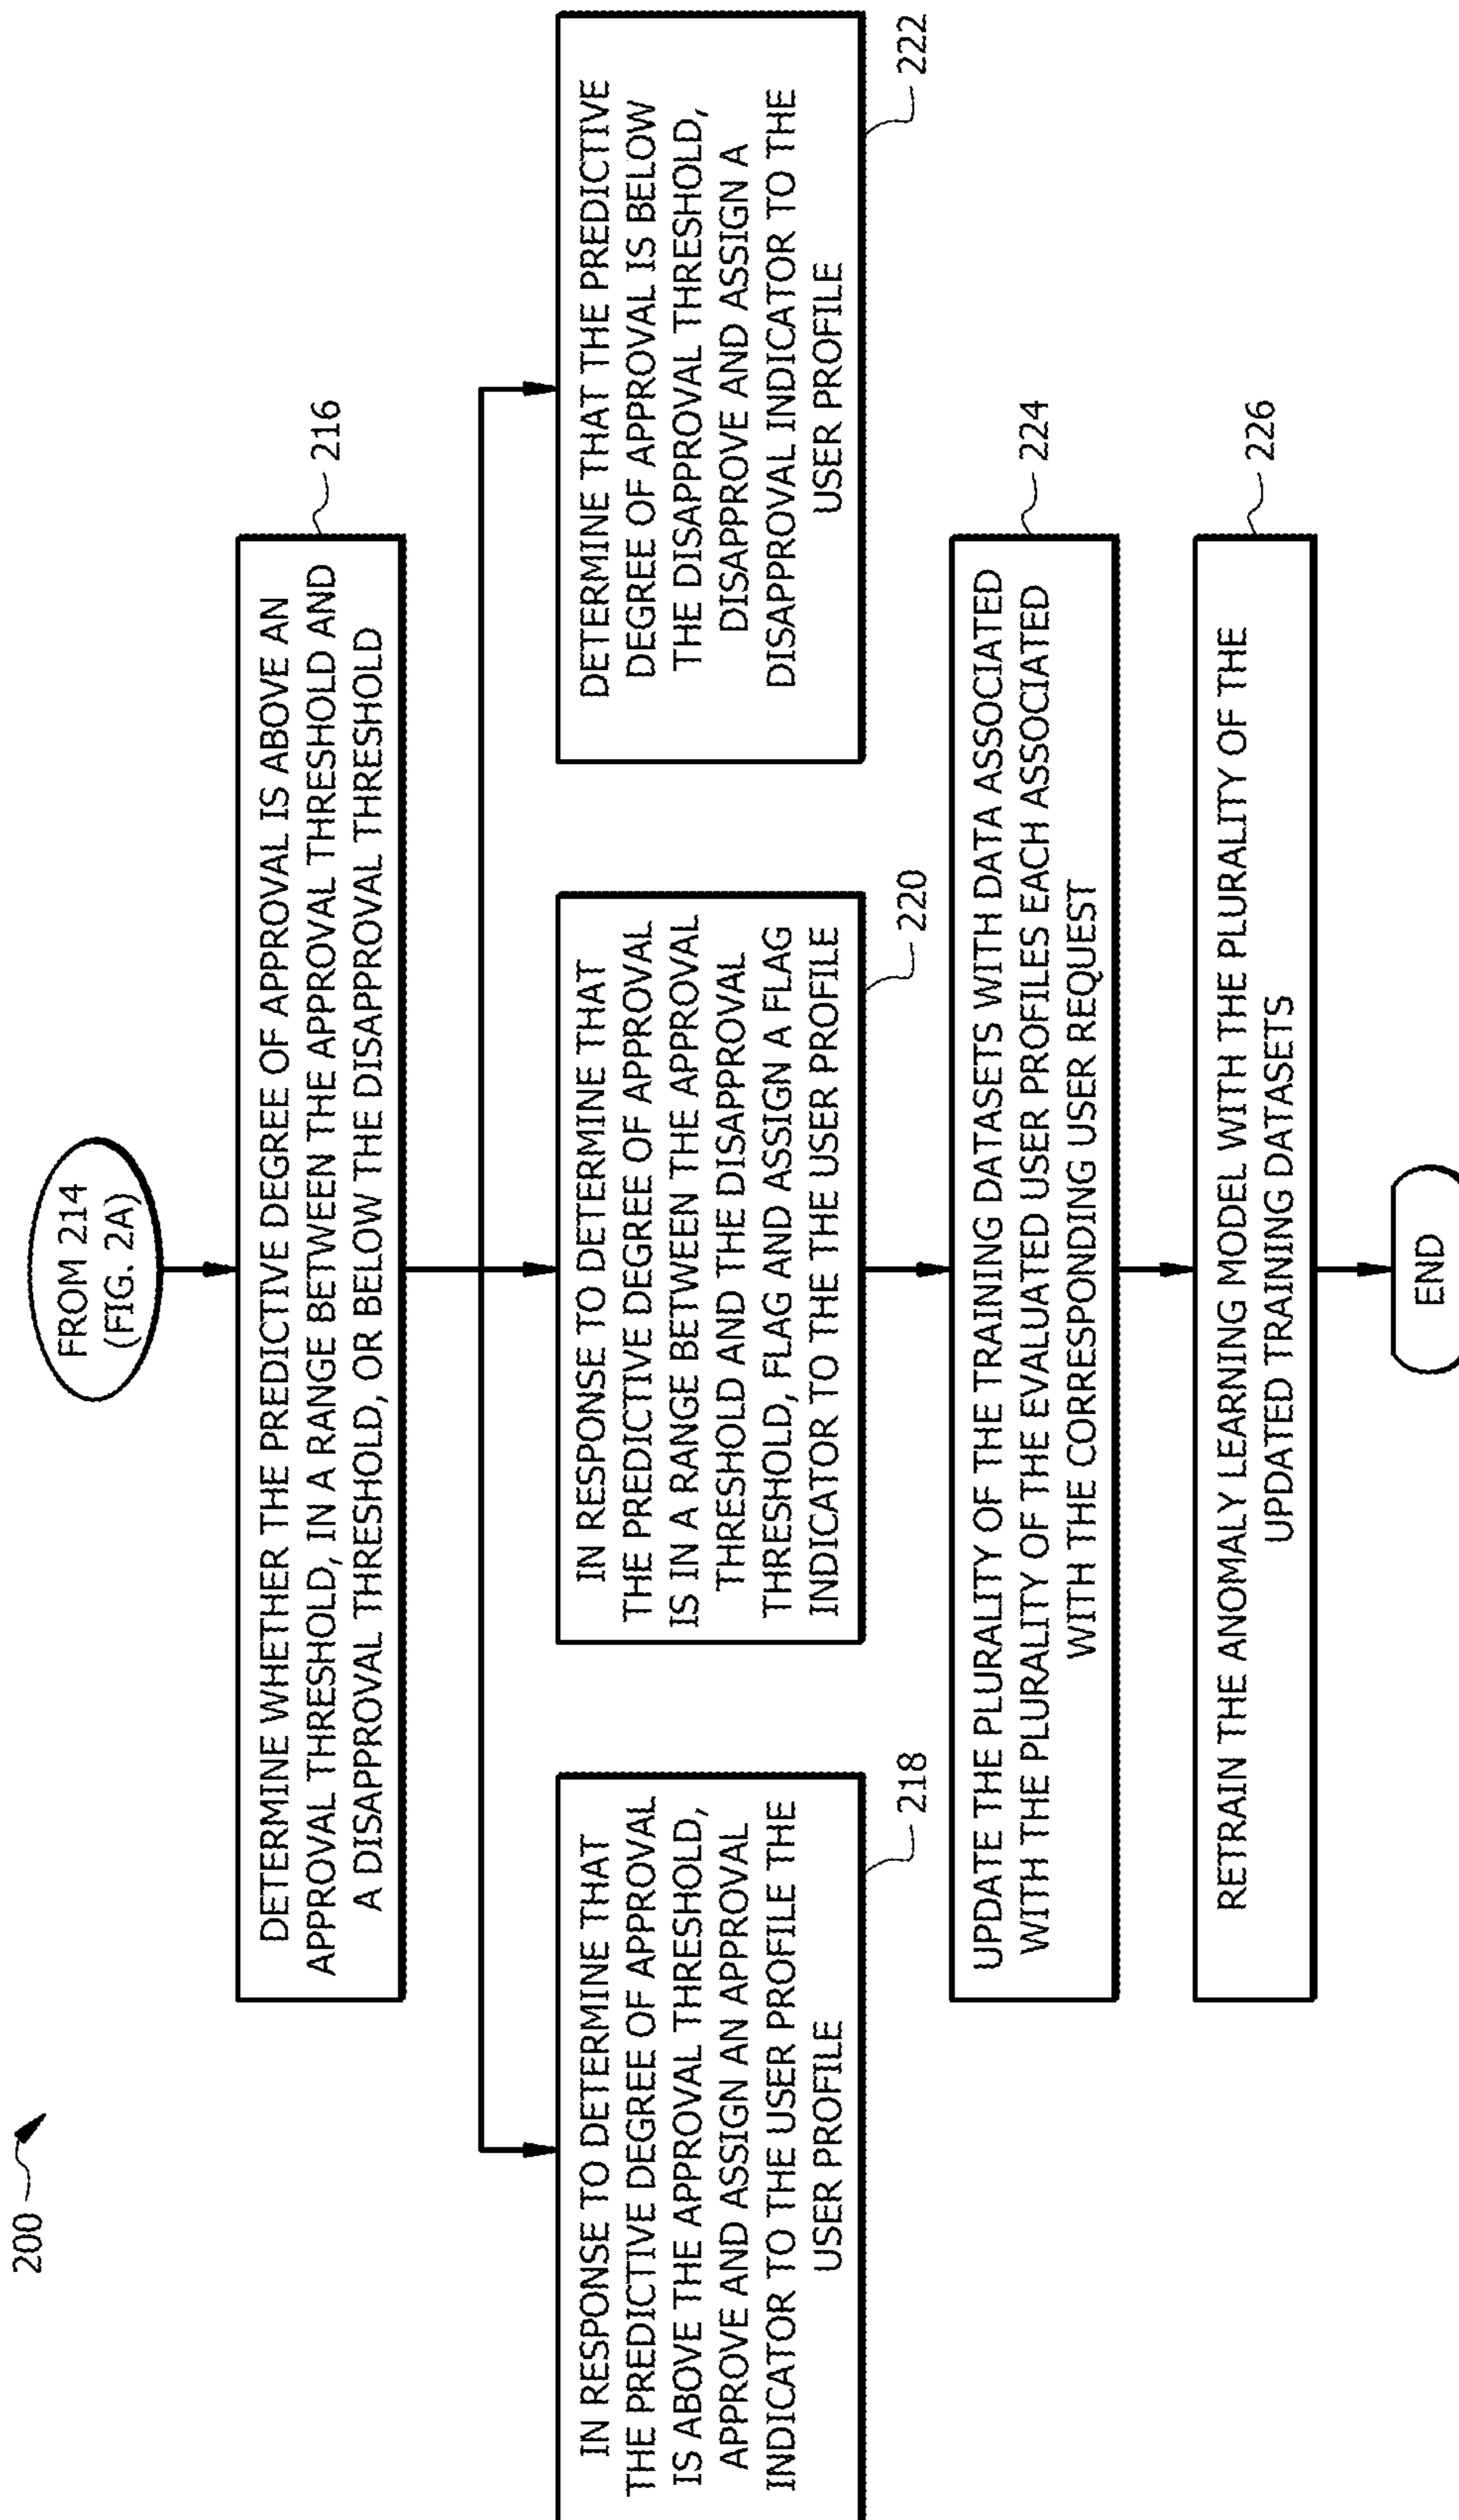 200
FROM 214
(FIG. 2A)
DETERMINE WHETHER THE PREDICTIVE DEGREE OF APPROVAL IS ABOVE AN
APPROVAL THRESHOLD, IN A RANGE BETWEEN THE APPROVAL THRESHOLD AND
A DISAPPROVAL THRESHOLD, OR BELOW THE DISAPPROVAL THRESHOLD
216
IN RESPONSE TO DETERMINE THAT
THE PREDICTIVE DEGREE OF APPROVAL
IS ABOVE THE APPROVAL THRESHOLD,
APPROVE AND ASSIGN AN APPROVAL
INDICATOR TO THE USER PROFILE THE
USER PROFILE
218
IN RESPONSE TO DETERMINE THAT
THE PREDICTIVE DEGREE OF APPROVAL
IS IN A RANGE BETWEEN THE APPROVAL
THRESHOLD AND THE DISAPPROVAL
THRESHOLD, FLAG AND ASSIGN A FLAG
INDICATOR TO THE USER PROFILE
220
DETERMINE THAT THE PREDICTIVE
DEGREE OF APPROVAL IS BELOW
THE DISAPPROVAL THRESHOLD,
DISAPPROVE AND ASSIGN A
DISAPPROVAL INDICATOR TO THE
USER PROFILE
222
UPDATE THE PLURALITY OF THE TRAINING DATASETS WITH DATA ASSOCIATED
WITH THE PLURALITY OF THE EVALUATED USER PROFILES EACH ASSOCIATED
WITH THE CORRESPONDING USER REQUEST
224
RETRAIN THE ANOMALY LEARNING MODEL WITH THE PLURALITY OF THE
UPDATED TRAINING DATASETS
226
END